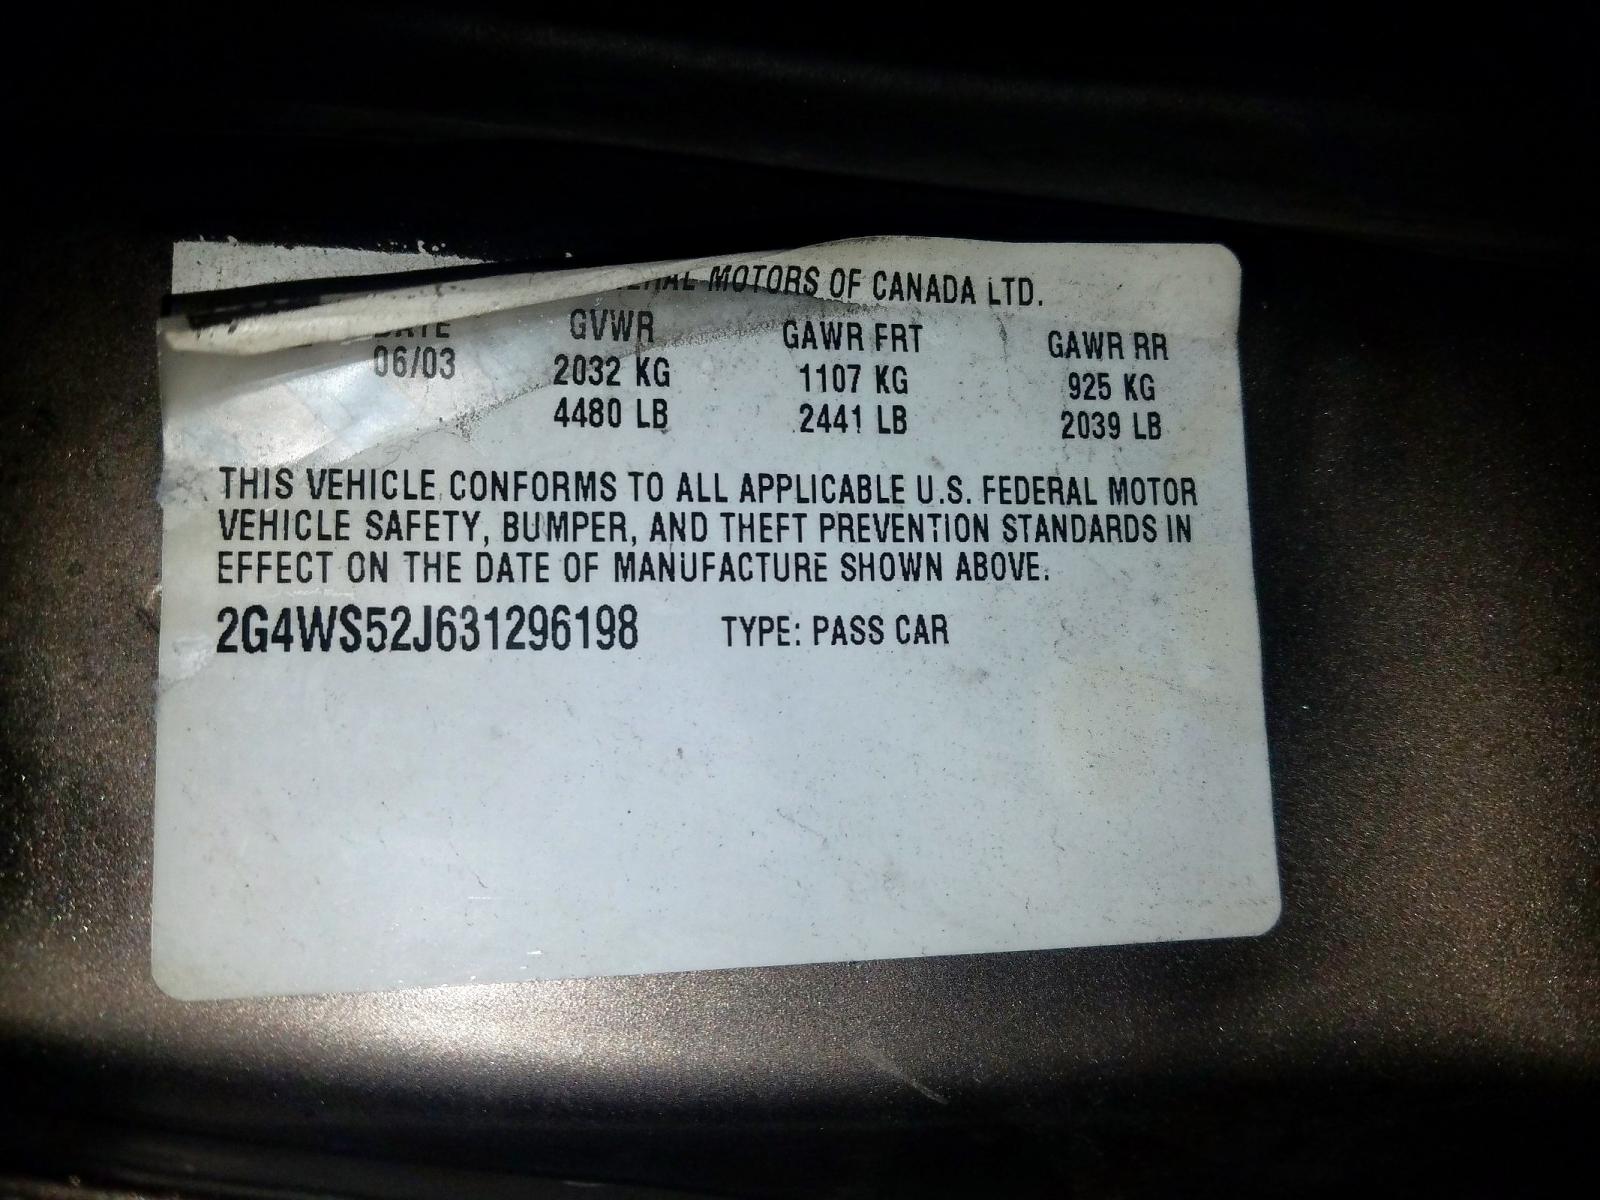 MOTORS OF CANADA LTD.
DATE GVWR GAWR FRT GAWR RR
06/03 2032 KG 1107 KG 925 KG
4480 LB 2441 LB 2039 LB
THIS VEHICLE CONFORMS TO ALL APPLICABLE U.S. FEDERAL MOTOR
VEHICLE SAFETY, BUMPER, AND THEFT PREVENTION STANDARDS IN
EFFECT ON THE DATE OF MANUFACTURE SHOWN ABOVE.
2G4WS52J631296198 TYPE: PASS CAR